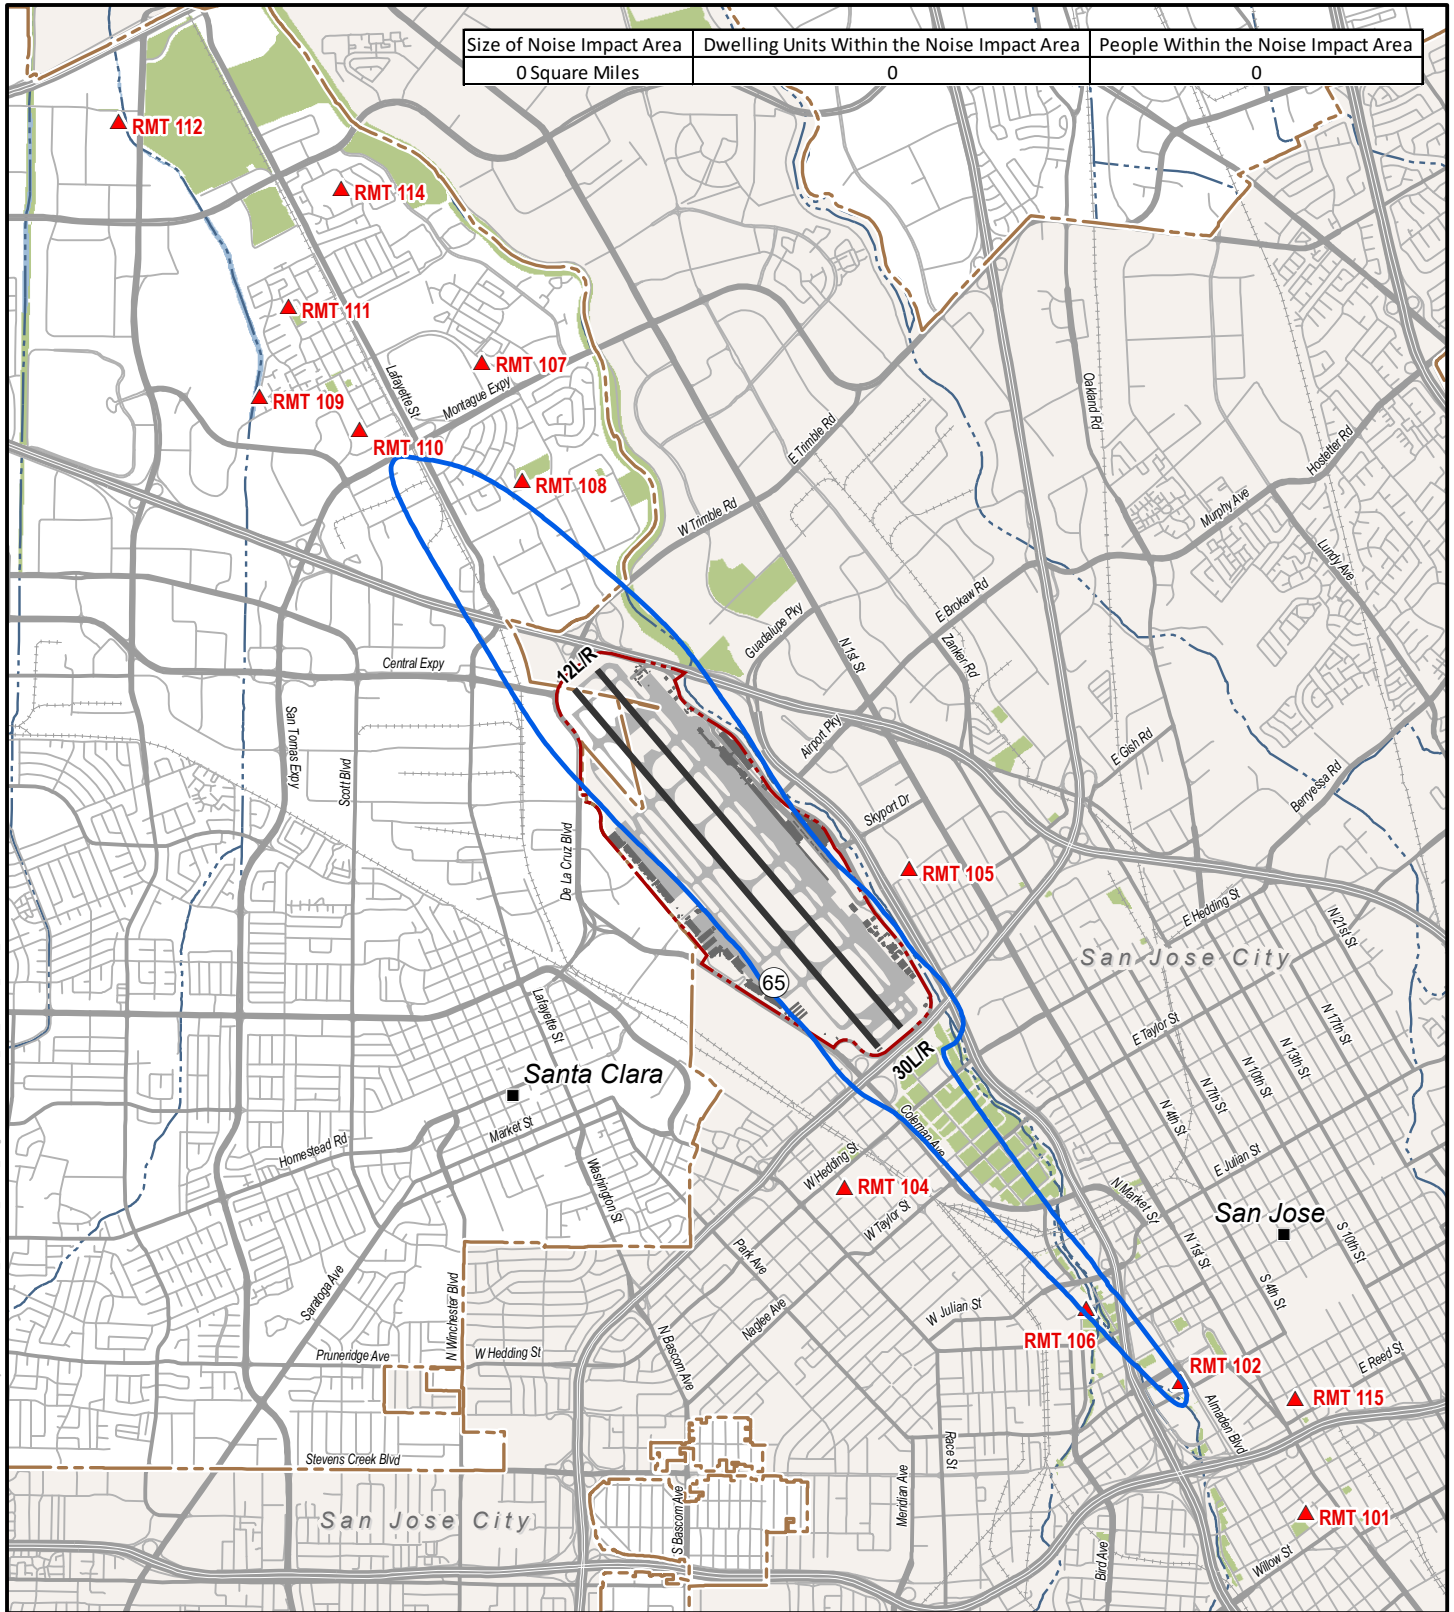 Size of Noise Impact Area Dwelling Units Within the Noise Impact Area People Within the Noise Impact Area
0 Square Miles 0 0
RMT 112
RMT 114
RMT 111
RMT 107
Lafayette St
Montague Expy
RMT 109
RMT 110
RMT 108
Oakland Rd
E Trimble Rd
Hostetter Rd
W Trimble Rd
Murphy Ave
Lundy Ave
E Brokaw Rd
Guadalupe Pky
N 1st St
Zanker Rd
Central Expy
12L/R
San Tomas Expy
Scott Blvd
Airport Pky
E Gish Rd
Berryessa Rd
Skyport Dr
De La Cruz Blvd
RMT 105
E Hedding St
N 21st St
San Jose City
65
Lafayette St
N 17th St
E Taylor St
30L/R
N 13th St
N 10th St
Santa Clara
N 7th St
N 4th St
Coleman Ave
Market St
Homestead Rd
W Hedding St
E Julian St
Washington St
RMT 104
N Market St
W Taylor St
San Jose
S 10th St
Park Ave
N 1st St
Saratoga Ave
N Winchester Blvd
S 4th St
Naglee Ave
W Julian St
RMT 106
N Bascom Ave
Pruneridge Ave
W Hedding St
E Reed St
RMT 102
RMT 115
Almaden Blvd
Stevens Creek Blvd
Race St
Meridian Ave
S Bascom Ave
San Jose City
RMT 101
Willow St
Bird Ave